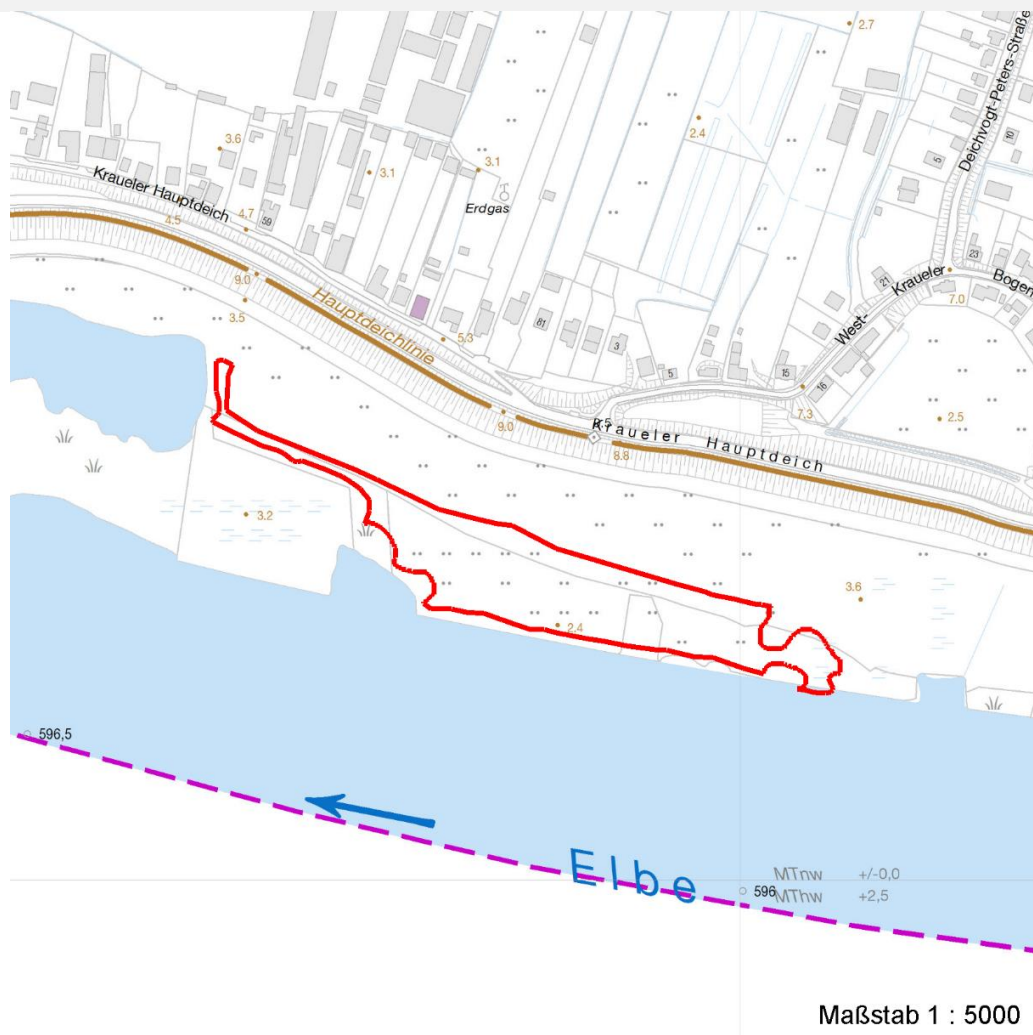 2.7
Deichvogt-Peters-Straße
10
5
2.4
3.6
3.1
3.1
Erdgas
Kraueler Hauptdeich
4.5
4.7
59
9.0
3.5
Hauptdeichlinie
5.3
81
3
5
15
16
West-
Kraueler
Bogen
21
23
7.0
7.3
2.5
9.0
Kraueler Hauptdeich
8.8
3.2
3.6
2.4
596,5
Elbe
596
MTnw +/-0,0
MThw +2,5
Maßstab 1 : 5000